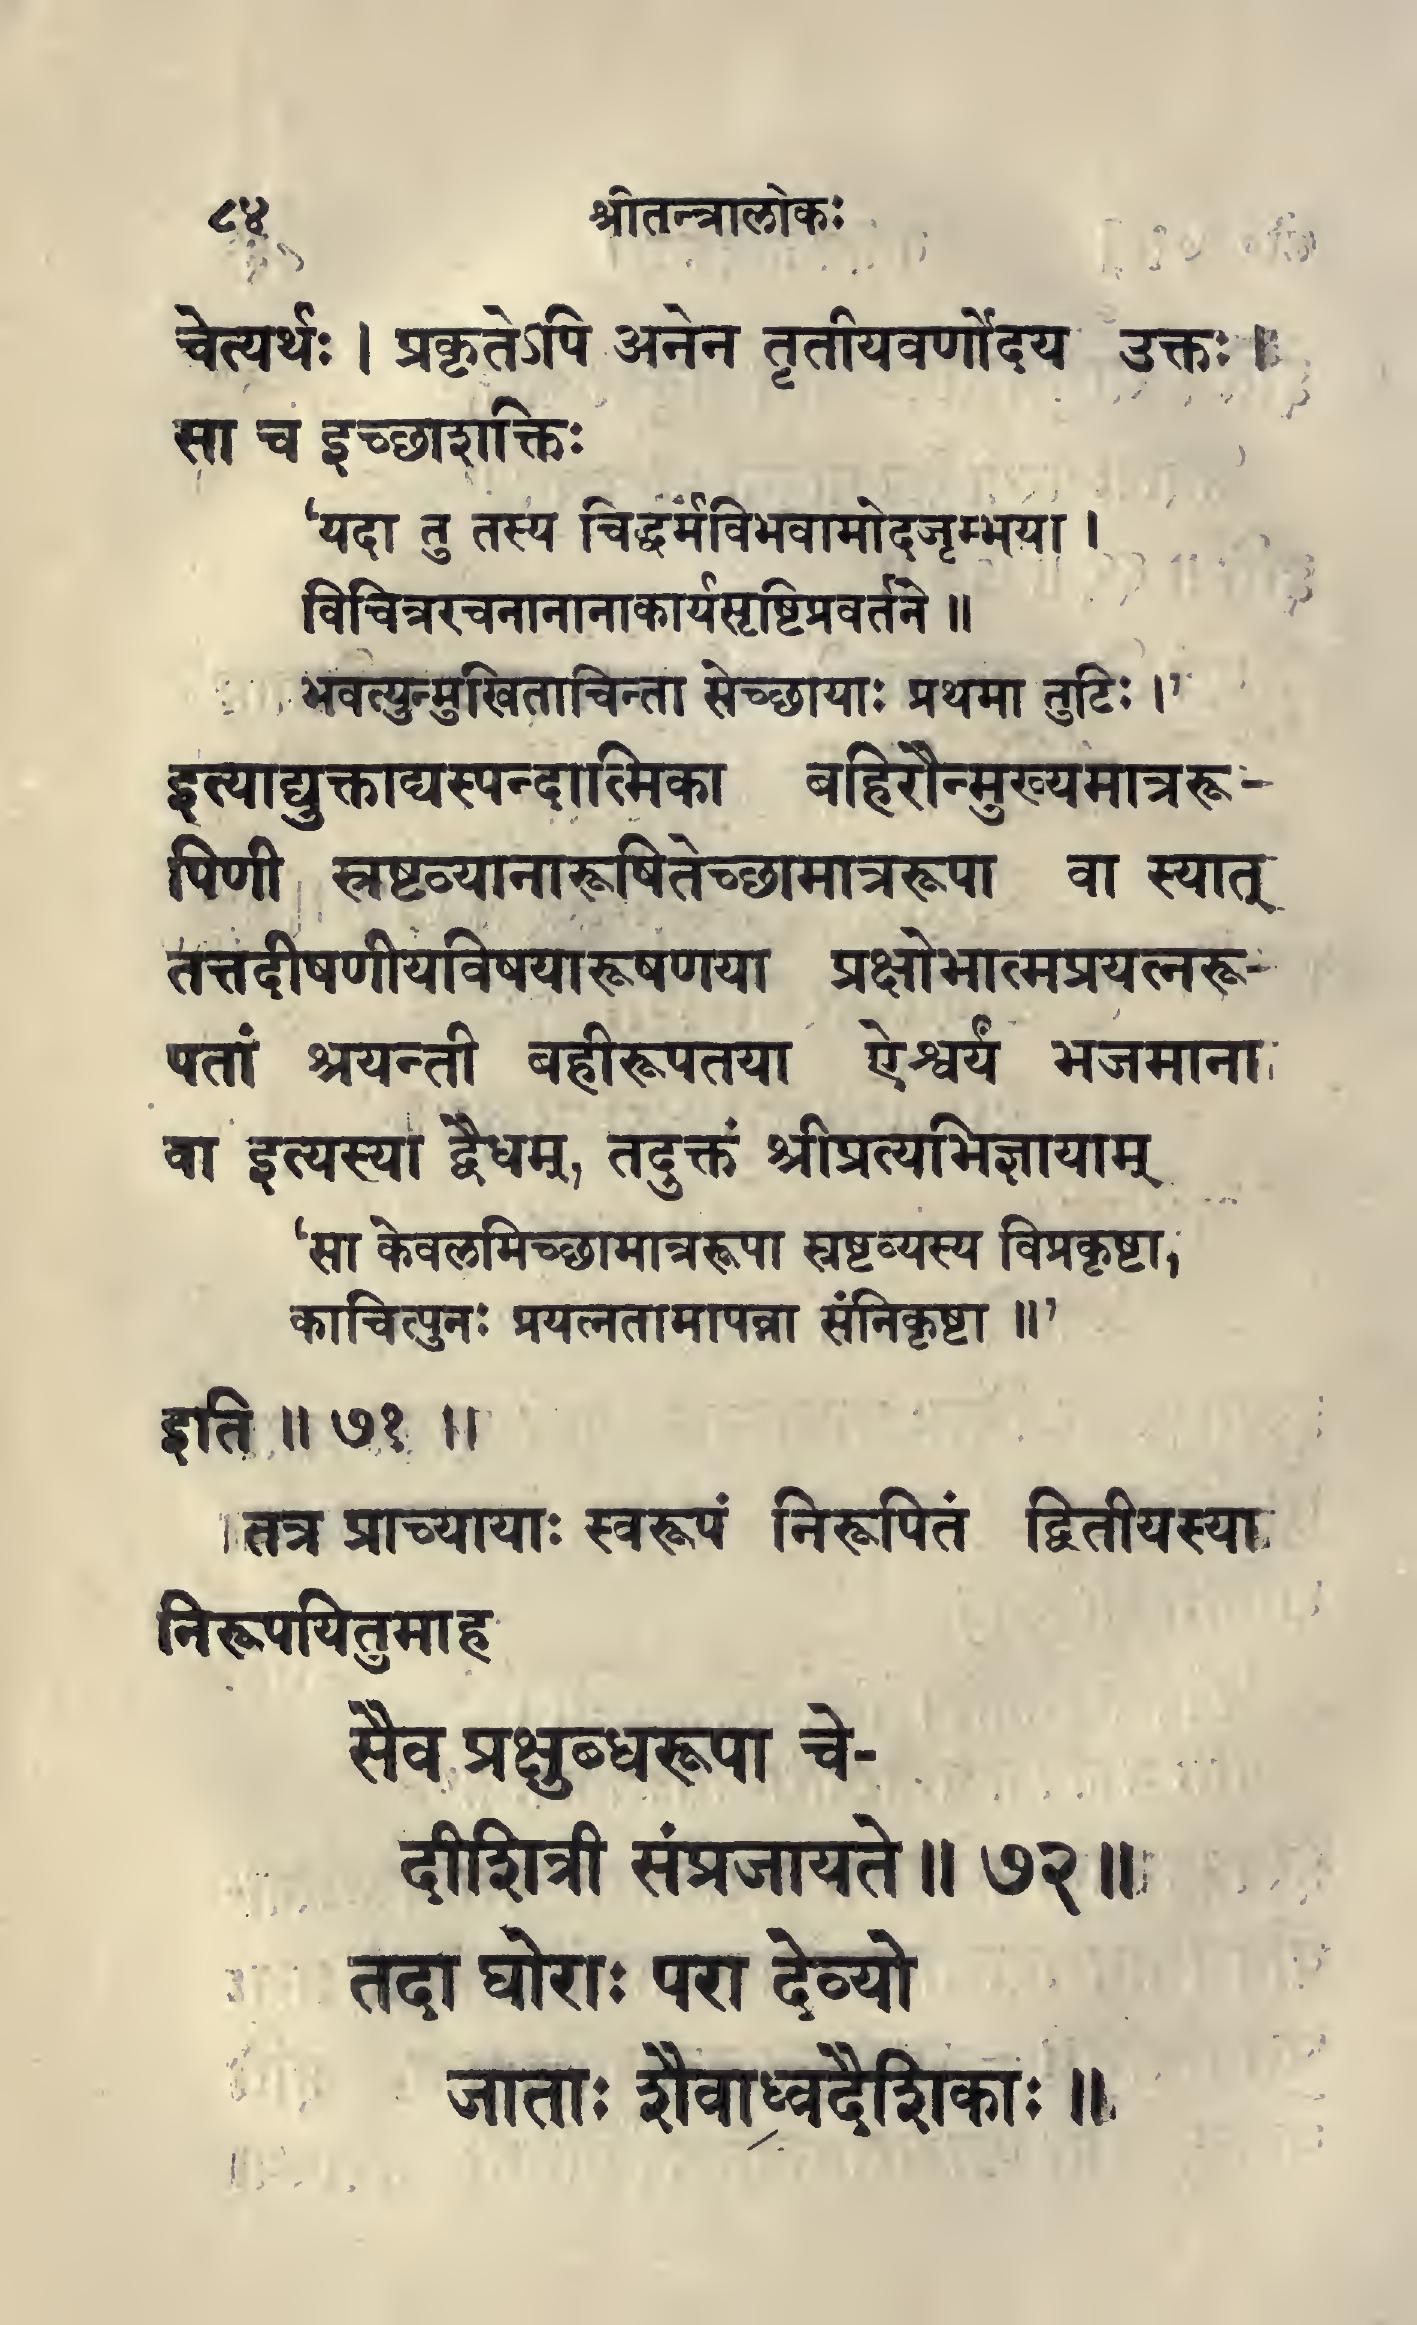 ८४ श्रीतन्त्रालोकः
चेत्यर्थः । प्रकृतेऽपि अनेन तृतीयवर्णोदय उक्तः ।
सा च इच्छाशक्तिः
‘यदा तु तस्य चिद्धर्मविभवामोदजृम्भया ।
विचित्ररचनानानाकार्यसृष्टिप्रवर्तने ॥
भवत्युन्मुखिताचिन्ता सेच्छायाः प्रथमा तुटिः ।’
इत्याद्युक्ताद्यस्पन्दात्मिका बहिरौन्मुख्यमात्ररू-
पिणी स्रष्टव्यानारूषितेच्छामात्ररूपा वा स्यात्
तत्तदीषणीयविषयारूषणया प्रक्षोभात्मप्रयत्नरू-
पतां श्रयन्ती बहीरूपतया ऐश्वर्यं भजमाना
वा इत्यस्या द्वैधम्, तदुक्तं श्रीप्रत्यभिज्ञायाम्
‘सा केवलमिच्छामात्ररूपा स्रष्टव्यस्य विप्रकृष्टा,
काचित्पुनः प्रयत्नतामापन्ना संनिकृष्टा ॥’
इति ॥ ७१ ॥
तत्र प्राच्यायाः स्वरूपं निरूपितं द्वितीयस्या
निरूपयितुमाह
सैव प्रक्षुब्धरूपा चे-
दीशित्री संप्रजायते ॥ ७२ ॥
तदा घोराः परा देव्यो
जाताः शैवाध्वदैशिकाः ॥